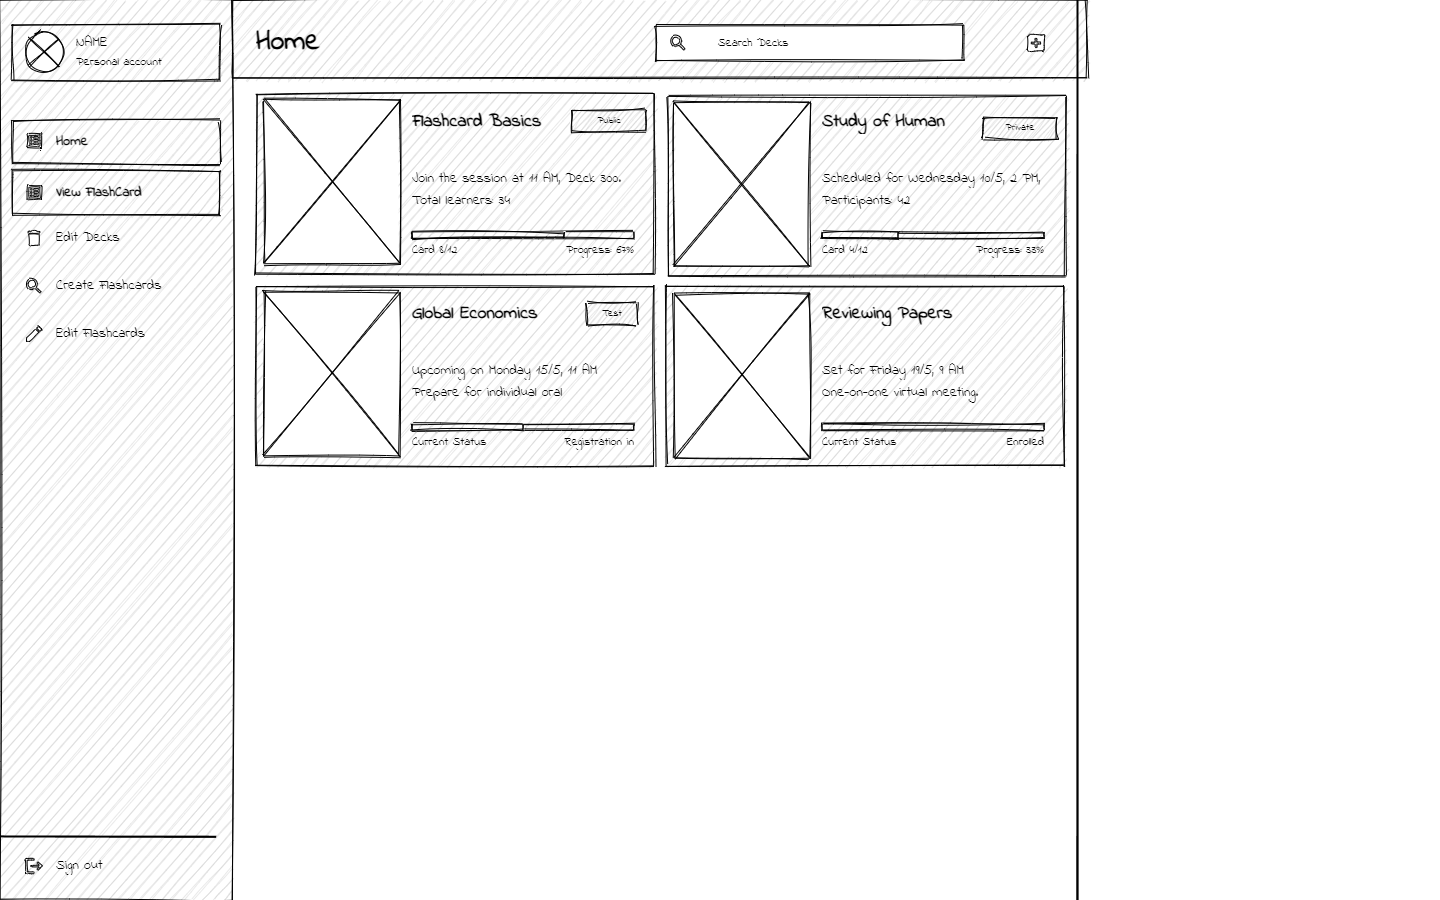 NAME
Personal account
Home
View FlashCard
Edit Decks
Create Flashcards
Edit Flashcards
Sign out
Home
Search Decks
Flashcard Basics
Public
Join the session at 11 AM, Deck 300.
Total learners: 34
Card 8/12
Progress: 67%
Study of Human
Private
Scheduled for Wednesday 10/5, 2 PM,
Participants: 42
Card 4/12
Progress: 33%
Global Economics
Test
Upcoming on Monday 15/5, 11 AM
Prepare for individual oral
Current Status
Registration in
Reviewing Papers
Set for Friday 19/5, 9 AM
One-on-one virtual meeting.
Current Status
Enrolled